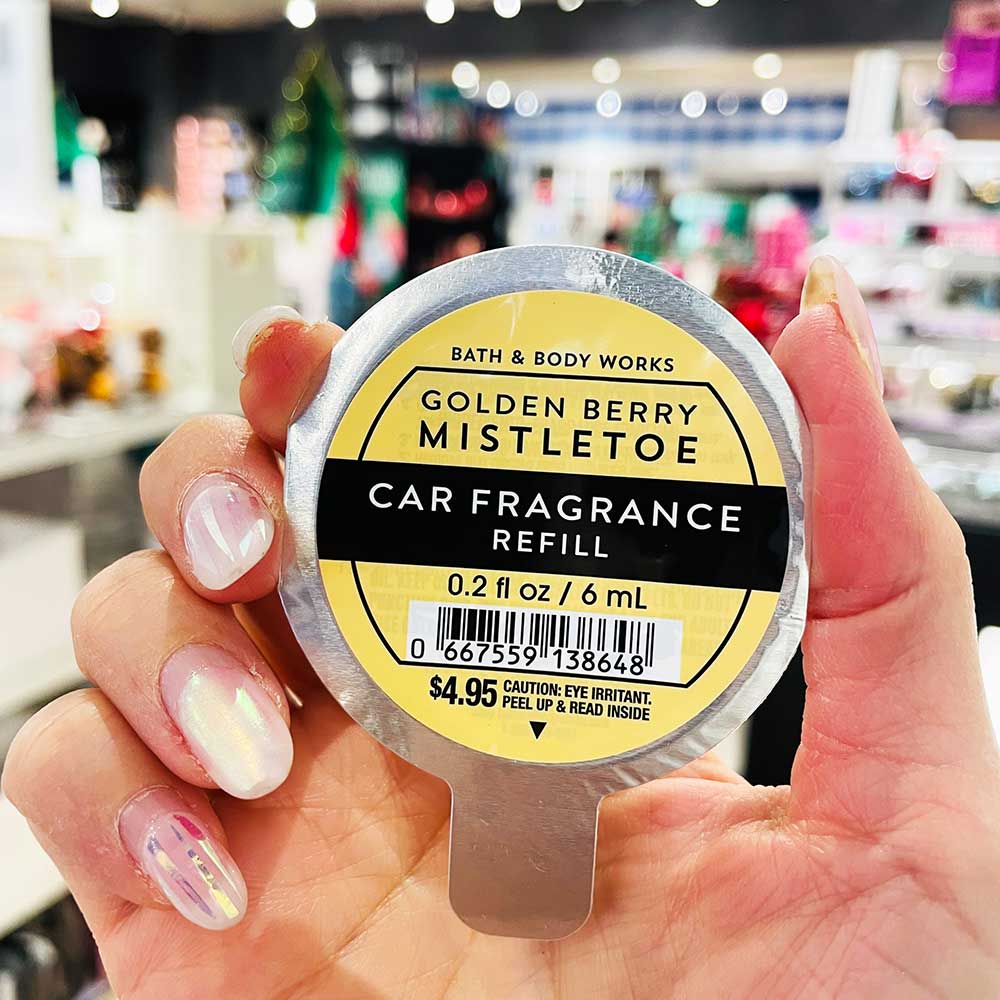 BATH & BODY WORKS
GOLDEN BERRY
MISTLETOE
CAR FRAGRANCE
REFILL
0.2 fl oz / 6 mL
0 667559 138648
$4.95 CAUTION: EYE IRRITANT.
PEEL UP & READ INSIDE